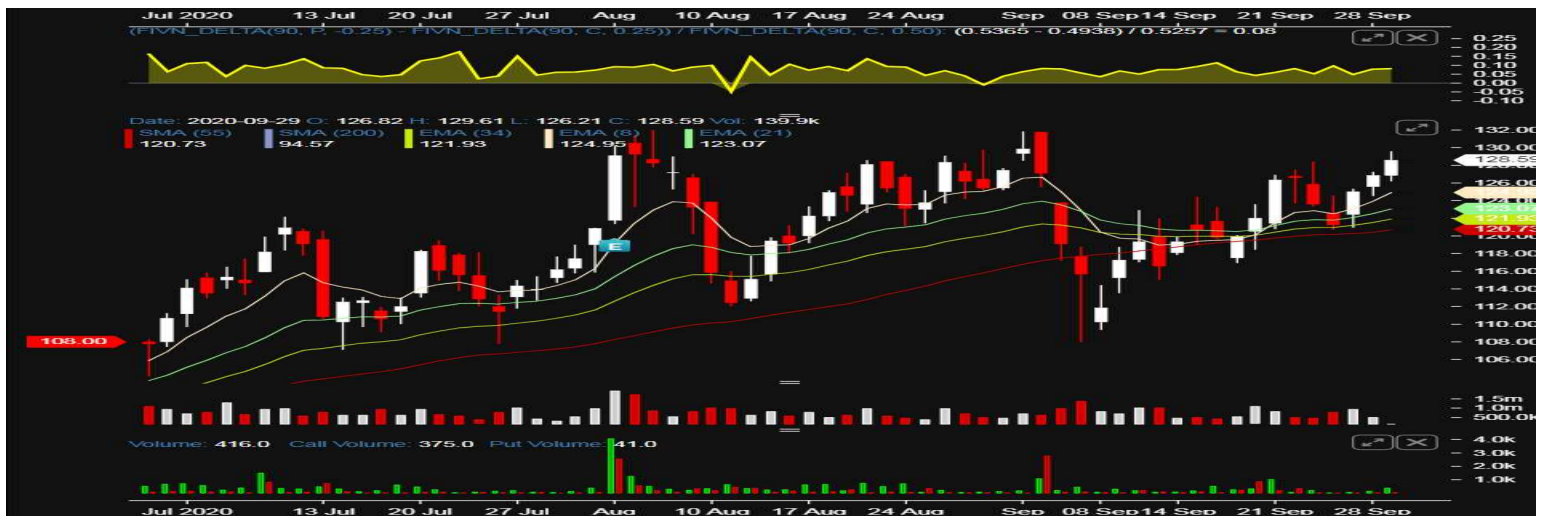 Jul 2020 13 Jul 20 Jul 27 Jul Aug 10 Aug 17 Aug 24 Aug Sep 08 Sep 14 Sep 21 Sep 28 Sep
(FIVN_DELTA(90, P, -0.25) - FIVN_DELTA(90, C, 0.25)) / FIVN_DELTA(90, C, 0.50): (0.5365 - 0.4938) / 0.5257 = 0.08
0.25
0.20
0.15
0.10
0.05
0.00
-0.05
-0.10
Date: 2020-09-29 O: 126.82 H: 129.61 L: 126.21 C: 128.59 Vol: 139.9k
SMA (55) SMA (200) EMA (34) EMA (8) EMA (21)
120.73 94.57 121.93 124.95 123.07
132.00
130.00
128.59
126.00
124.00
123.07
121.93
120.73
118.00
116.00
114.00
112.00
110.00
108.00
106.00
E
108.00
1.5m
1.0m
500.0k
Volume: 416.0 Call Volume: 375.0 Put Volume: 41.0
4.0k
3.0k
2.0k
1.0k
Jul 2020 13 Jul 20 Jul 27 Jul Aug 10 Aug 17 Aug 24 Aug Sep 08 Sep 14 Sep 21 Sep 28 Sep